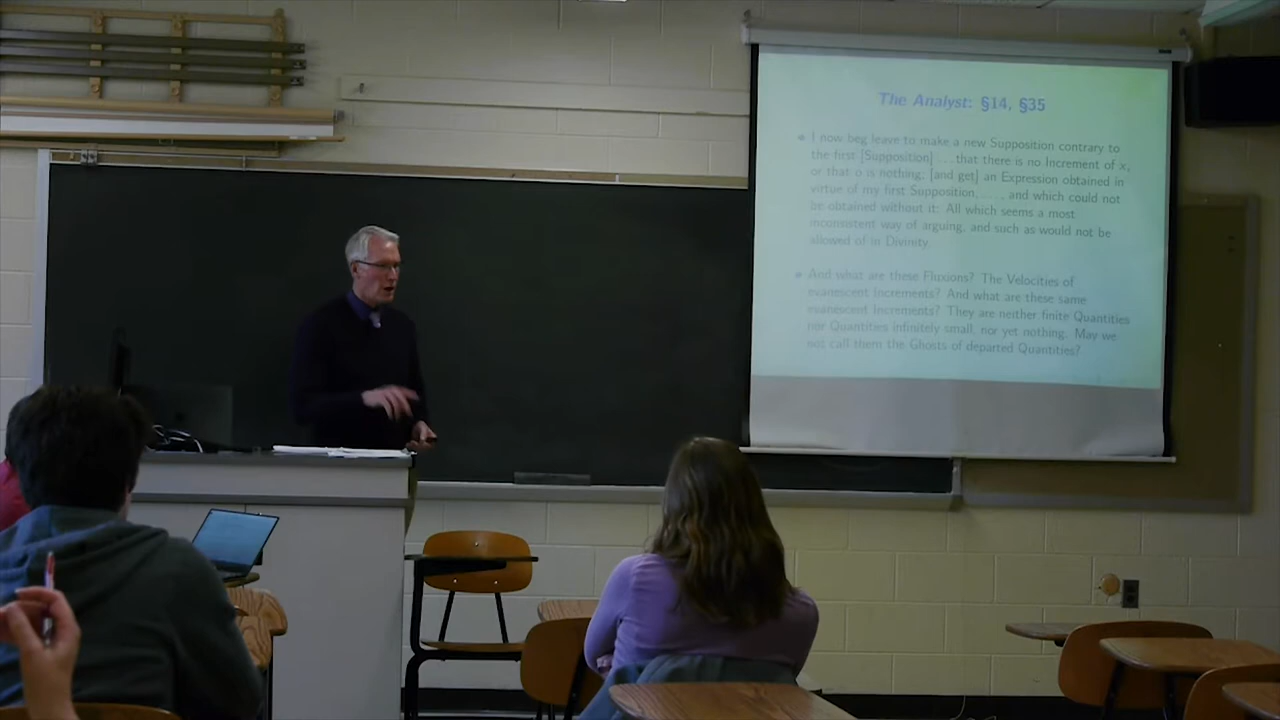 The Analyst: §14, §35
I now beg leave to make a new Supposition contrary to
the first [Supposition] ... that there is no Increment of x,
or that o is nothing; [and get] an Expression obtained in
virtue of my first Supposition, .... and which could not
be obtained without it: All which seems a most
inconsistent way of arguing, and such as would not be
allowed of in Divinity.
And what are these Fluxions? The Velocities of
evanescent Increments? And what are these same
evanescent Increments? They are neither finite Quantities
nor Quantities infinitely small, nor yet nothing. May we
not call them the Ghosts of departed Quantities?